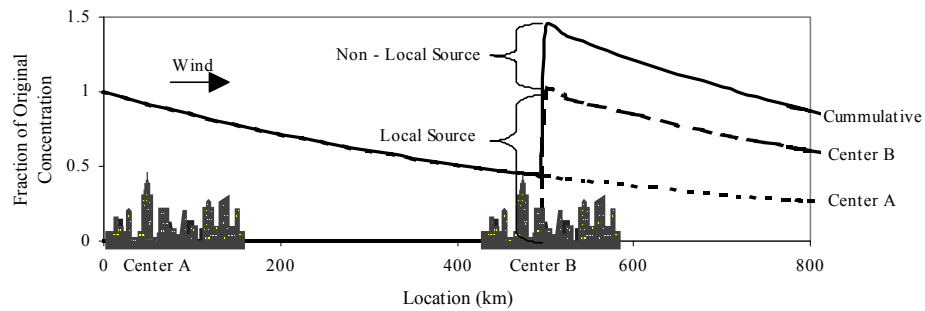 Fraction of Original
Concentration
1.5
1
0.5
0
Wind
Non - Local Source
Local Source
Cummulative
Center B
Center A
0
Center A
200
400
Center B
600
800
Location (km)